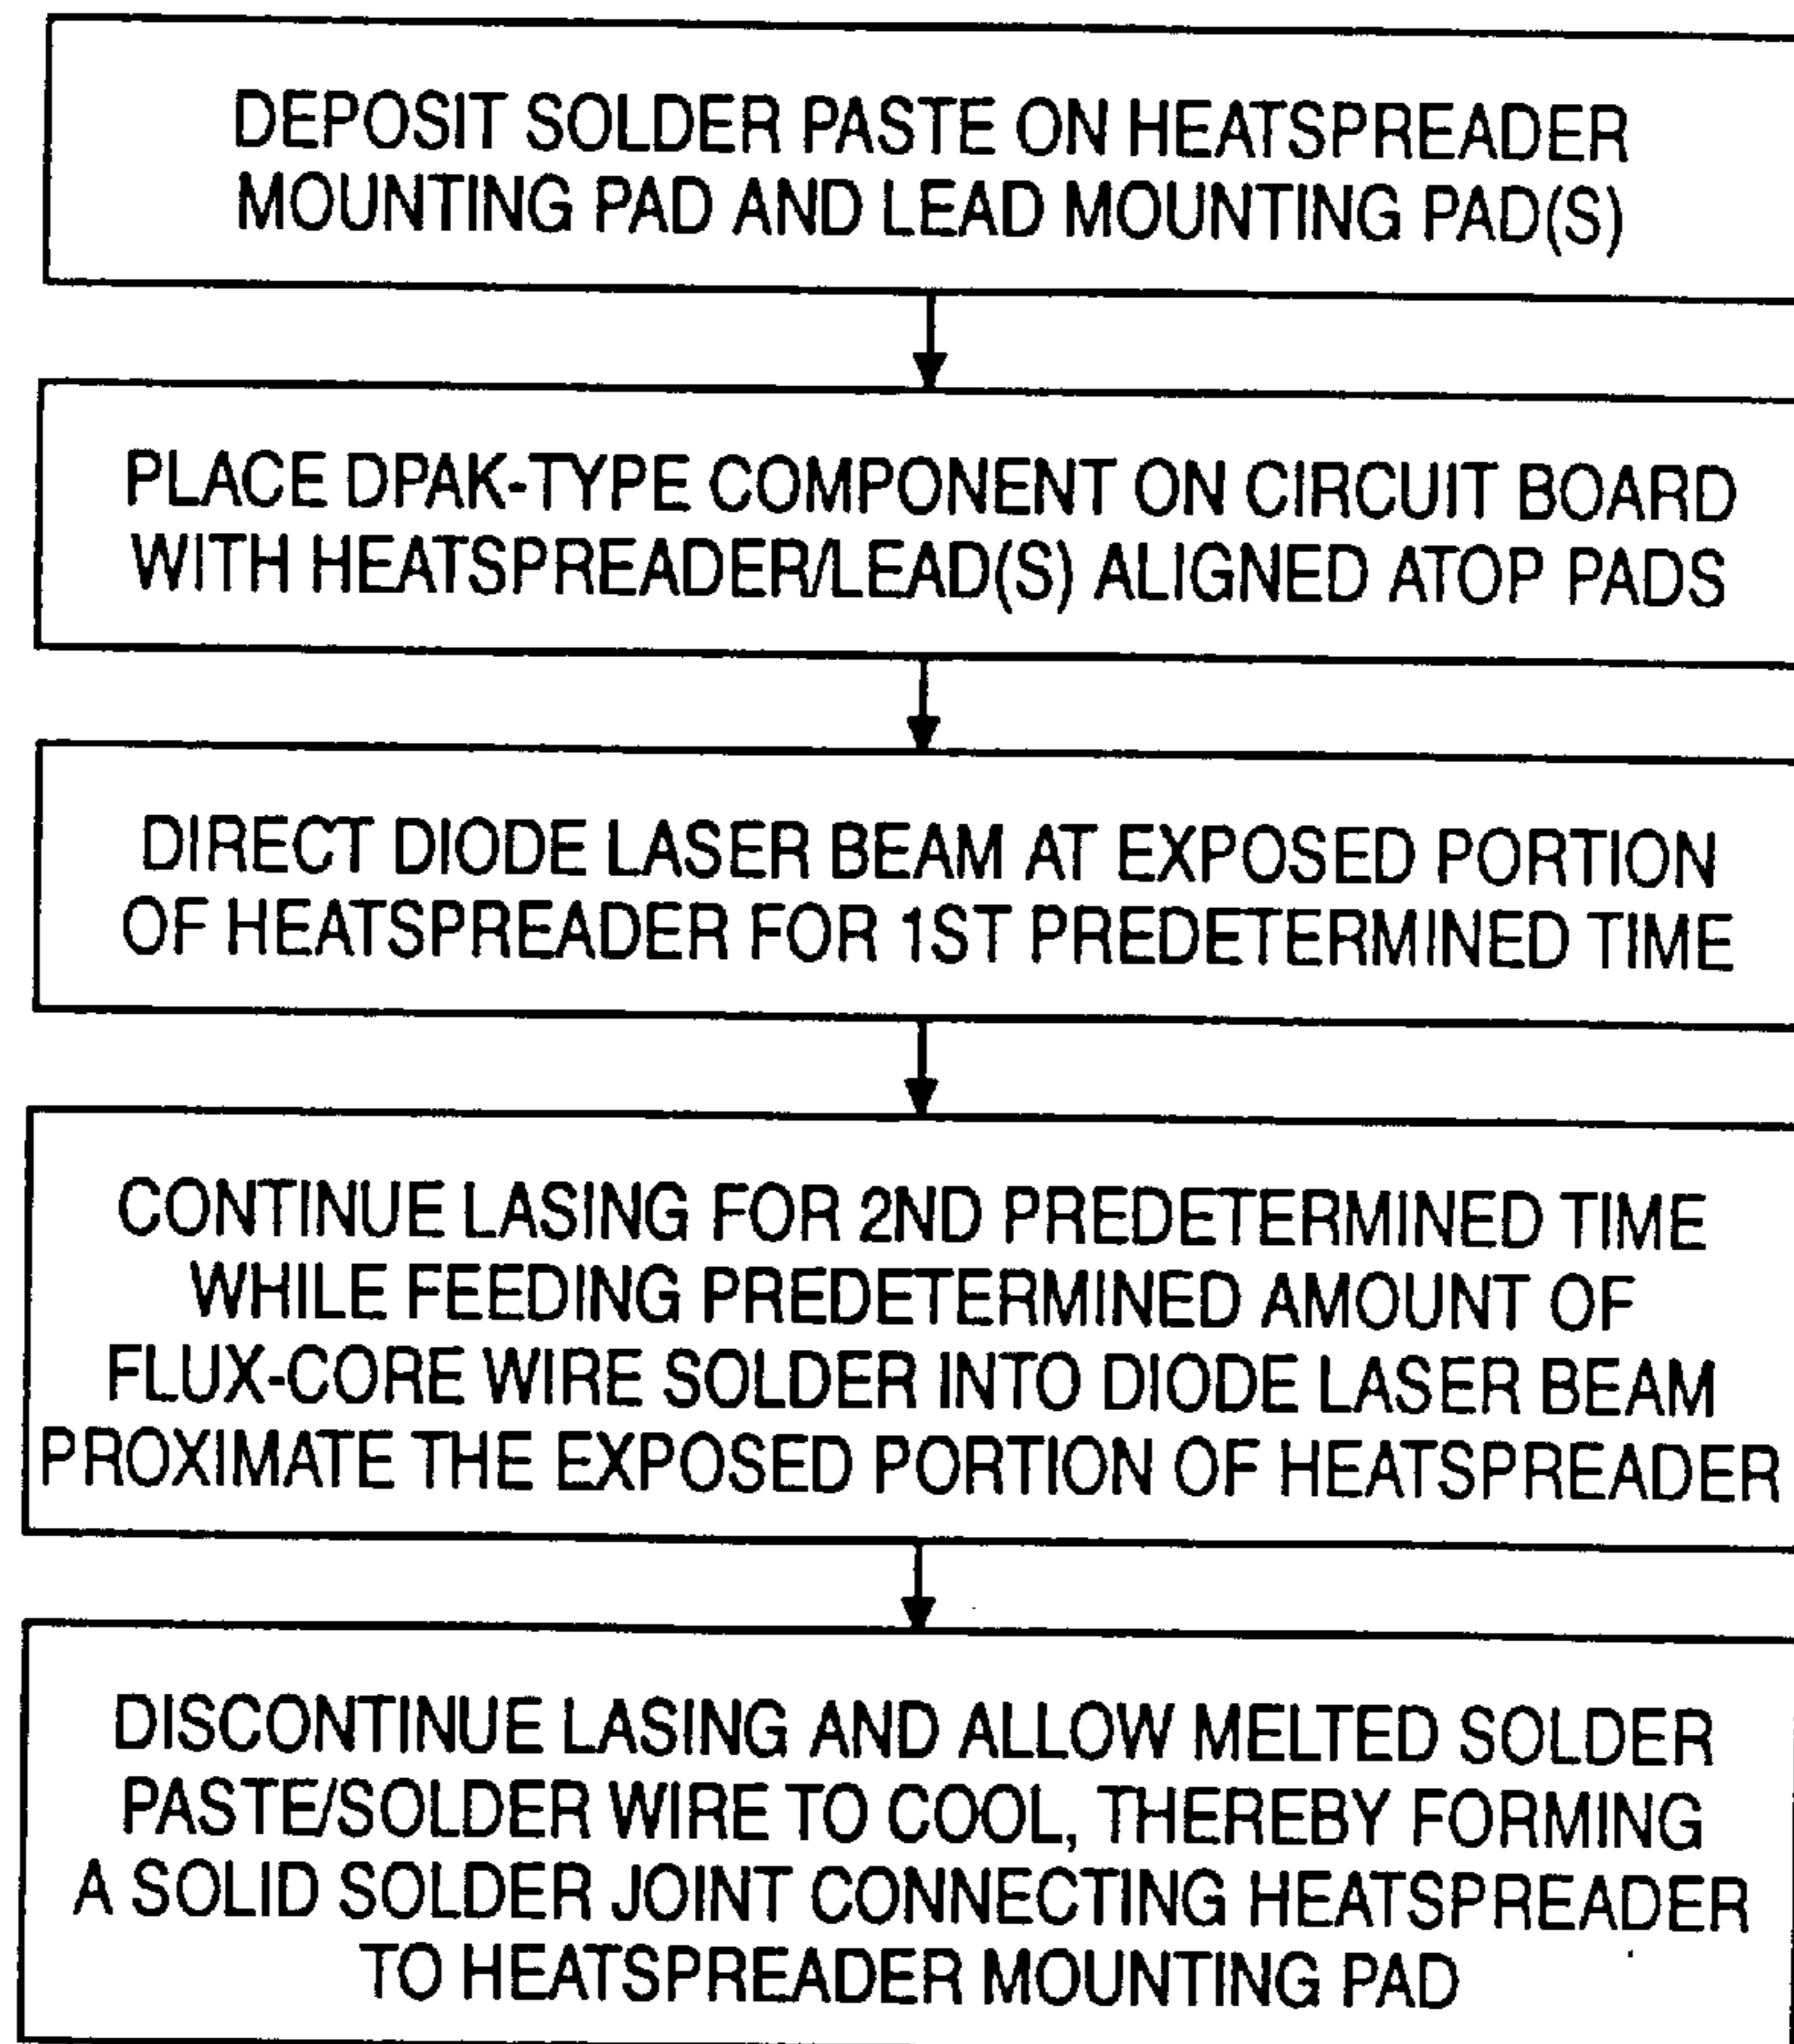 DEPOSIT SOLDER PASTE ON HEATSPREADER
MOUNTING PAD AND LEAD MOUNTING PAD(S)
PLACE DPAK-TYPE COMPONENT ON CIRCUIT BOARD
WITH HEATSPREADER/LEAD(S) ALIGNED ATOP PADS
DIRECT DIODE LASER BEAM AT EXPOSED PORTION
OF HEATSPREADER FOR 1ST PREDETERMINED TIME
CONTINUE LASING FOR 2ND PREDETERMINED TIME
WHILE FEEDING PREDETERMINED AMOUNT OF
FLUX-CORE WIRE SOLDER INTO DIODE LASER BEAM
PROXIMATE THE EXPOSED PORTION OF HEATSPREADER
DISCONTINUE LASING AND ALLOW MELTED SOLDER
PASTE/SOLDER WIRE TO COOL, THEREBY FORMING
A SOLID SOLDER JOINT CONNECTING HEATSPREADER
TO HEATSPREADER MOUNTING PAD